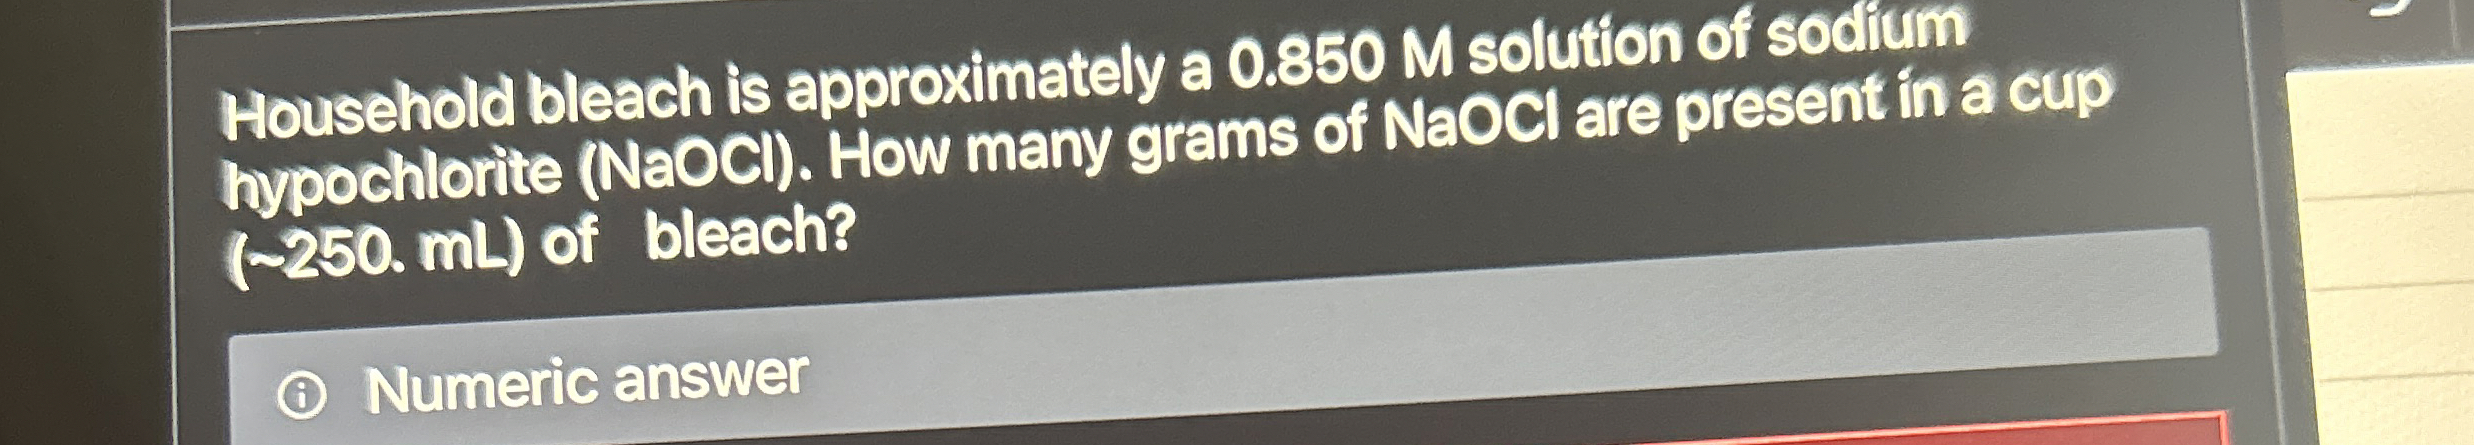 Household bleach is approximately a 0.850 M solution of sodium
hypochlorite (NaOCl). How many grams of NaOCl are present in a cup
(~250. mL) of bleach?
Numeric answer